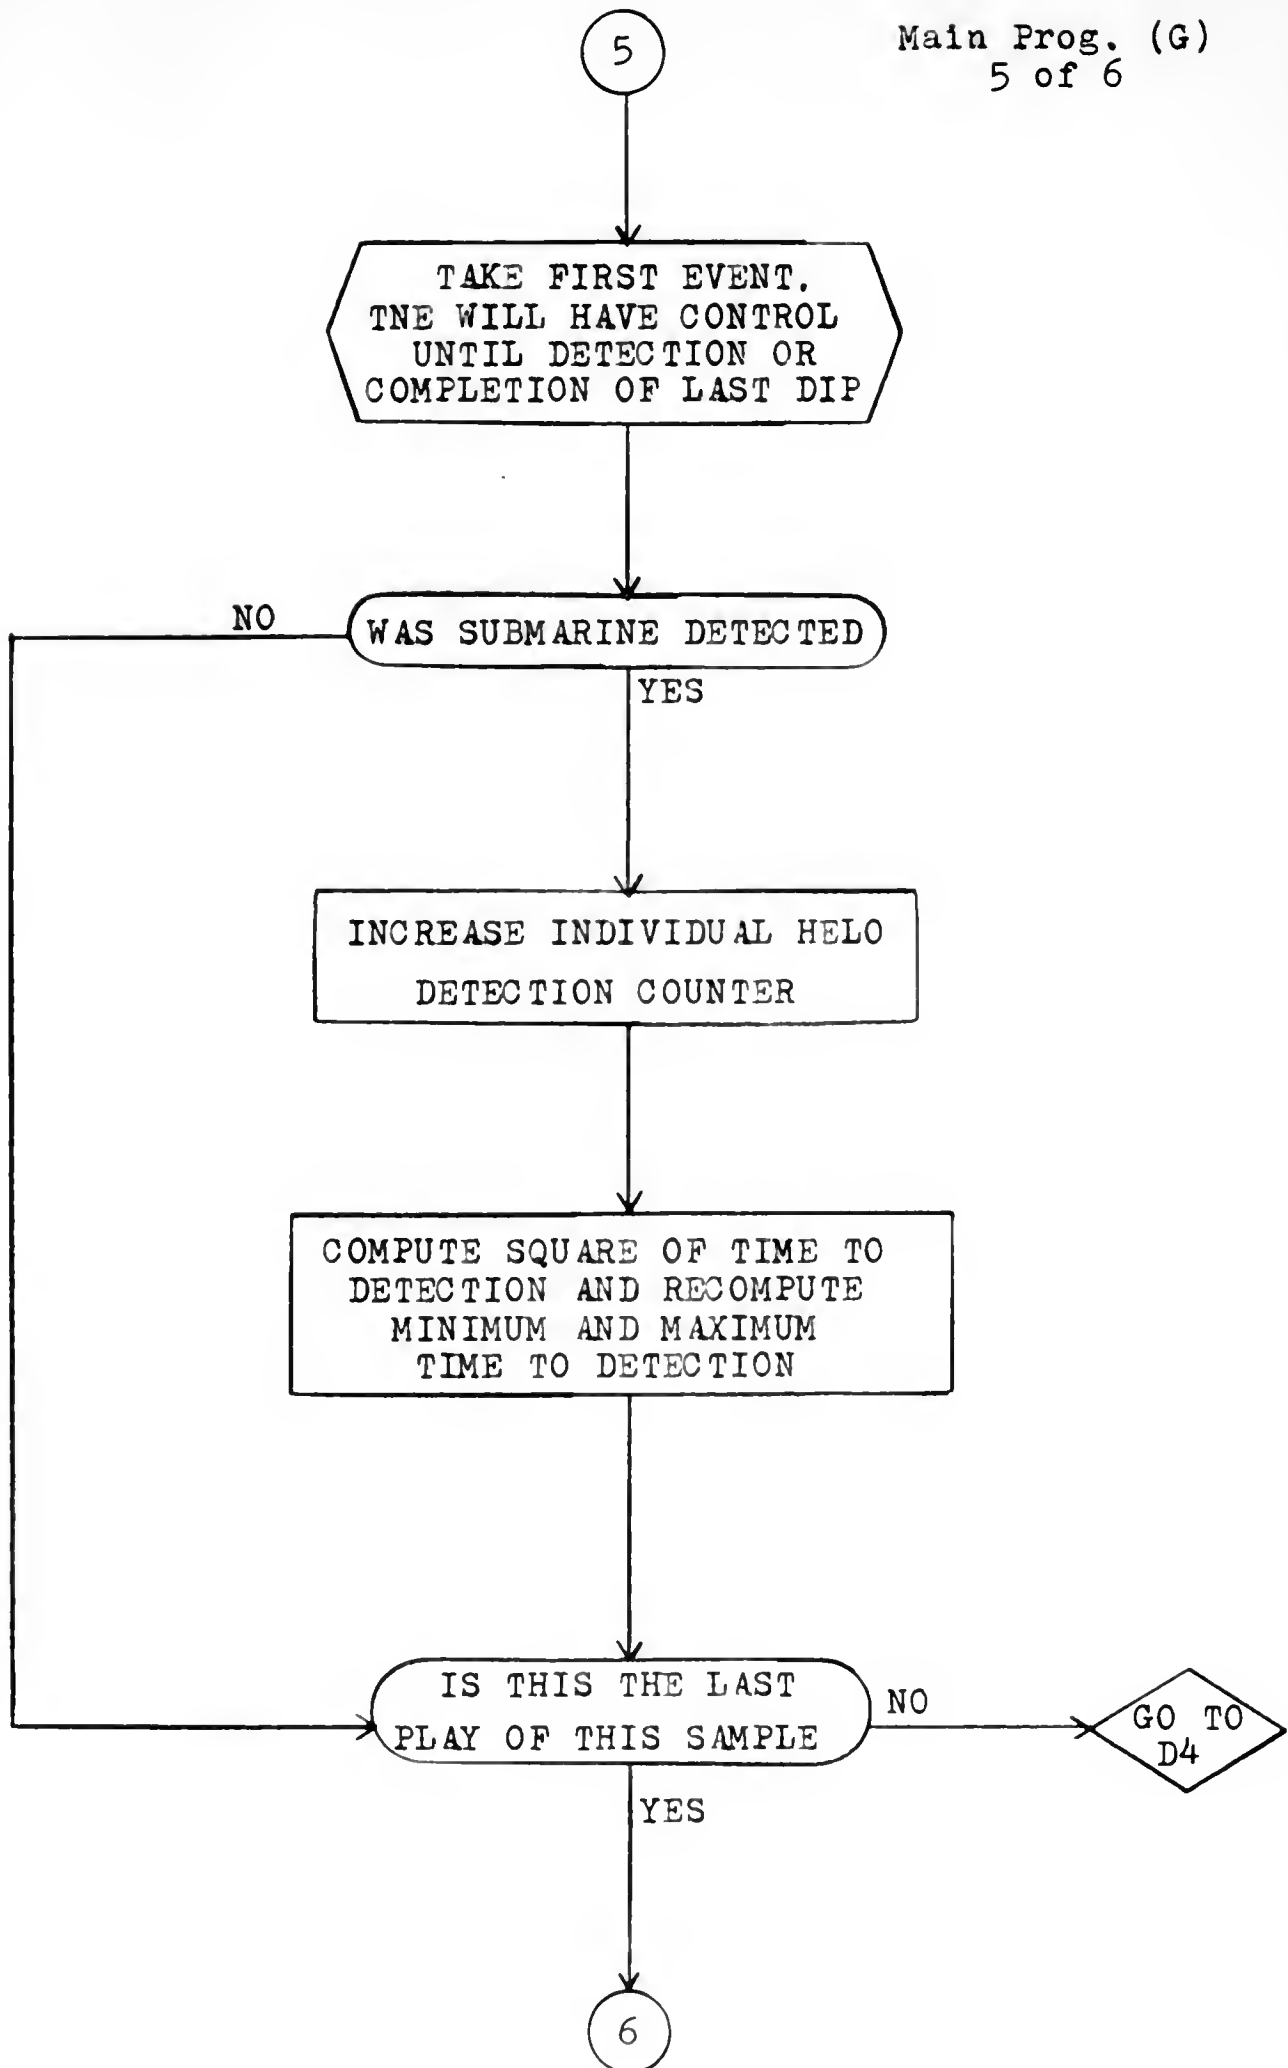 5
Main Prog. (G)
5 of 6
TAKE FIRST EVENT.
TNE WILL HAVE CONTROL
UNTIL DETECTION OR
COMPLETION OF LAST DIP
NO
WAS SUBMARINE DETECTED
YES
INCREASE INDIVIDUAL HELO
DETECTION COUNTER
COMPUTE SQUARE OF TIME TO
DETECTION AND RECOMPUTE
MINIMUM AND MAXIMUM
TIME TO DETECTION
IS THIS THE LAST
PLAY OF THIS SAMPLE
NO
GO TO
D4
YES
6